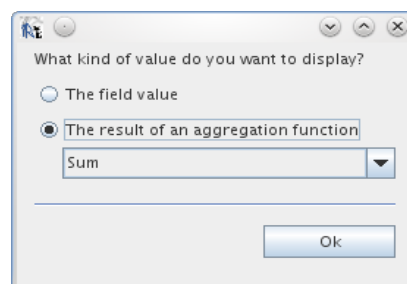 What kind of value do you want to display?
The field value
The result of an aggregation function
Sum
Ok